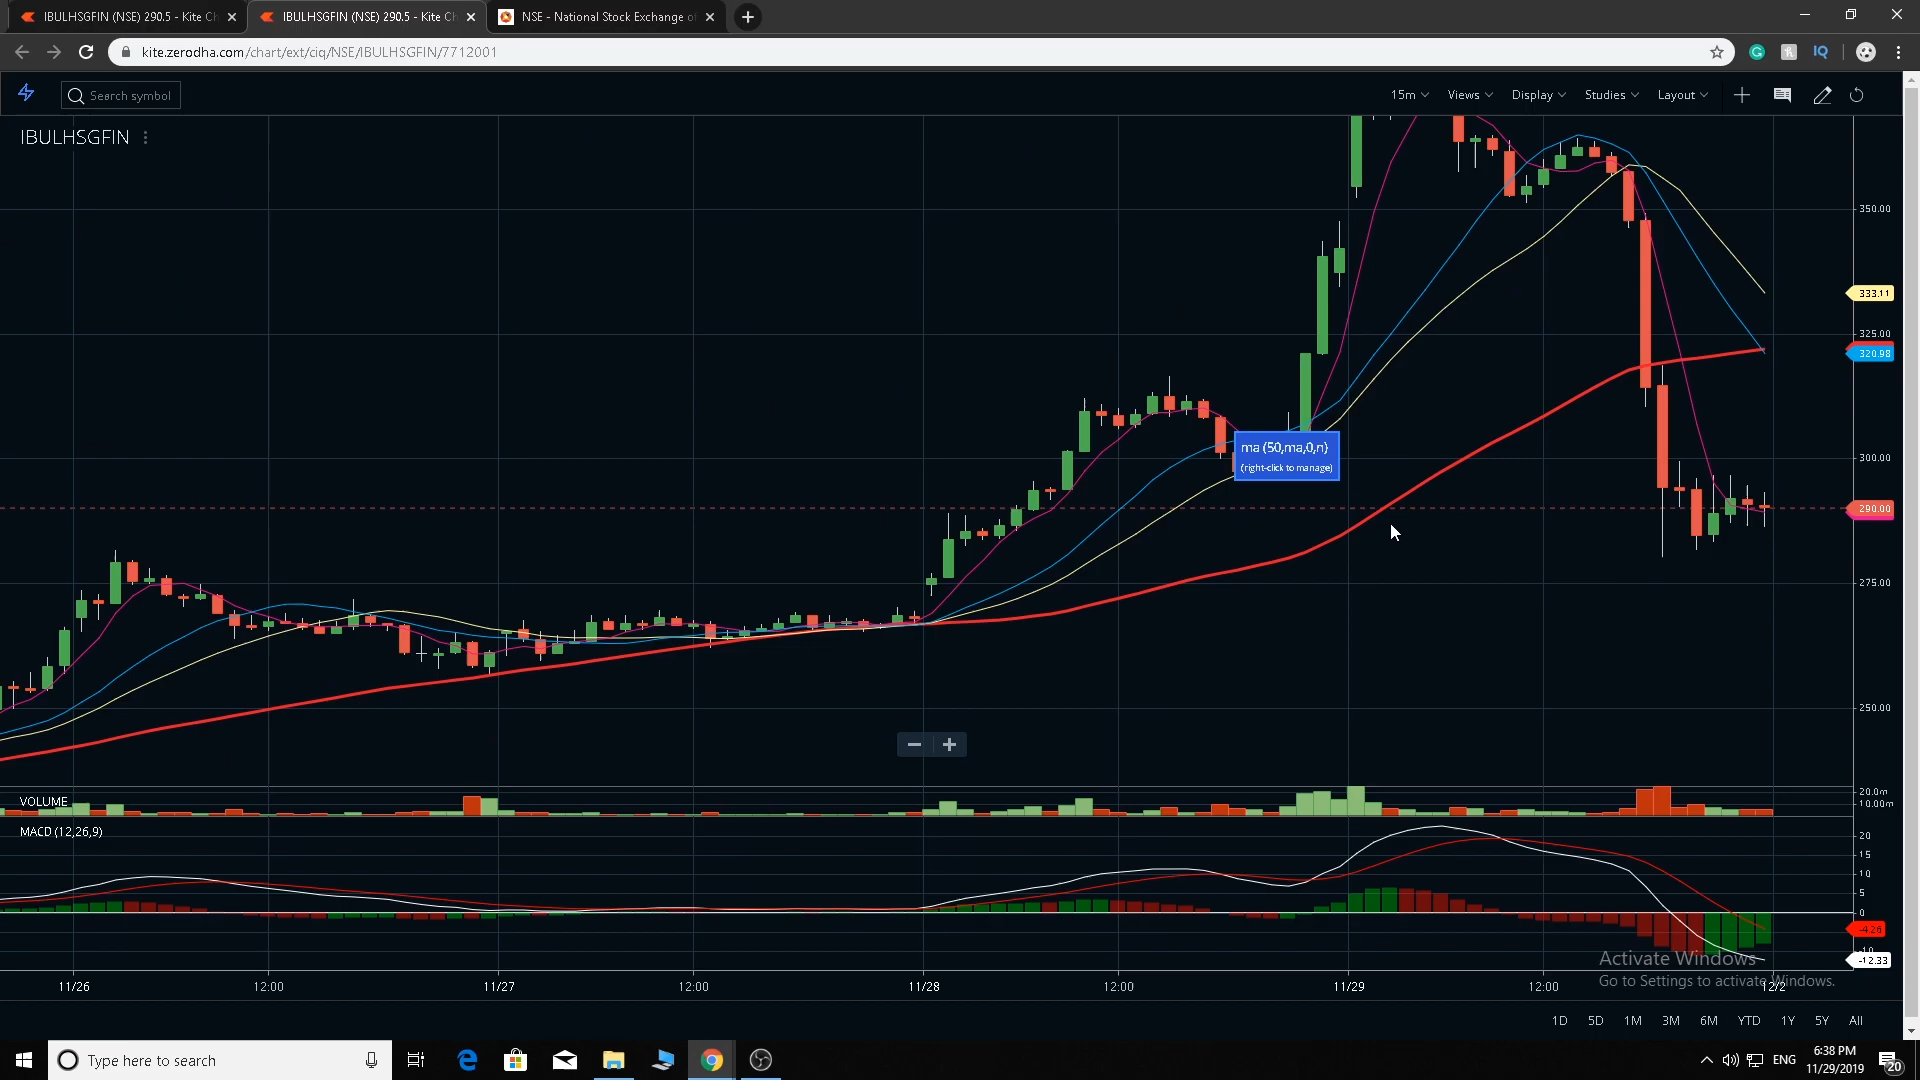 IBULHSGFIN (NSE) 290.5 - Kite Ch
IBULHSGFIN (NSE) 290.5 - Kite Ch
NSE - National Stock Exchange of
kite.zerodha.com/chart/ext/ciq/NSE/IBULHSGFIN/7712001
Search symbol
15m
Views
Display
Studies
Layout
IBULHSGFIN
350.00
333.11
325.00
320.98
ma (50,ma,0,n)
(right-click to manage)
300.00
290.00
275.00
250.00
VOLUME
20.0m
10.00m
MACD (12,26,9)
20
15
10
5
0
-4.26
-12.33
Activate Windows
Go to Settings to activate Windows.
11/26
12:00
11/27
12:00
11/28
12:00
11/29
12:00
12/2
1D
5D
1M
3M
6M
YTD
1Y
5Y
All
Type here to search
ENG
6:38 PM
11/29/2019
20